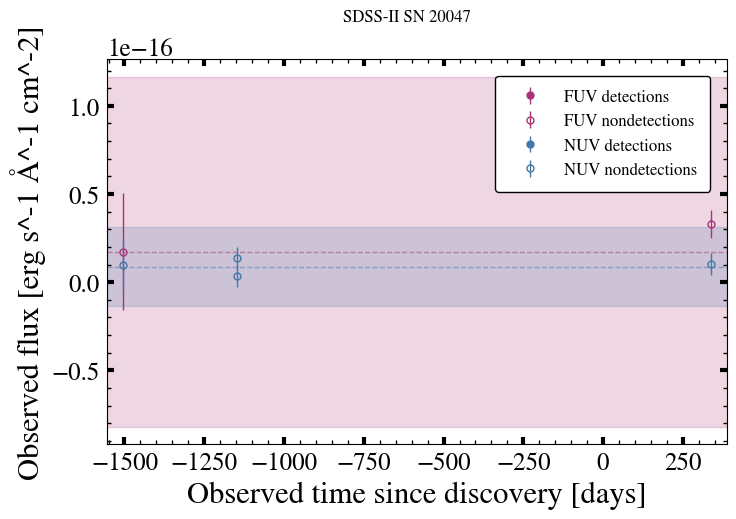 SDSS-II SN 20047
1e−16
FUV detections
FUV nondetections
NUV detections
NUV nondetections
1.0
0.5
0.0
−0.5
−1500 −1250 −1000 −750 −500 −250 0 250
Observed time since discovery [days]
Observed flux [erg s^-1 Å^-1 cm^-2]